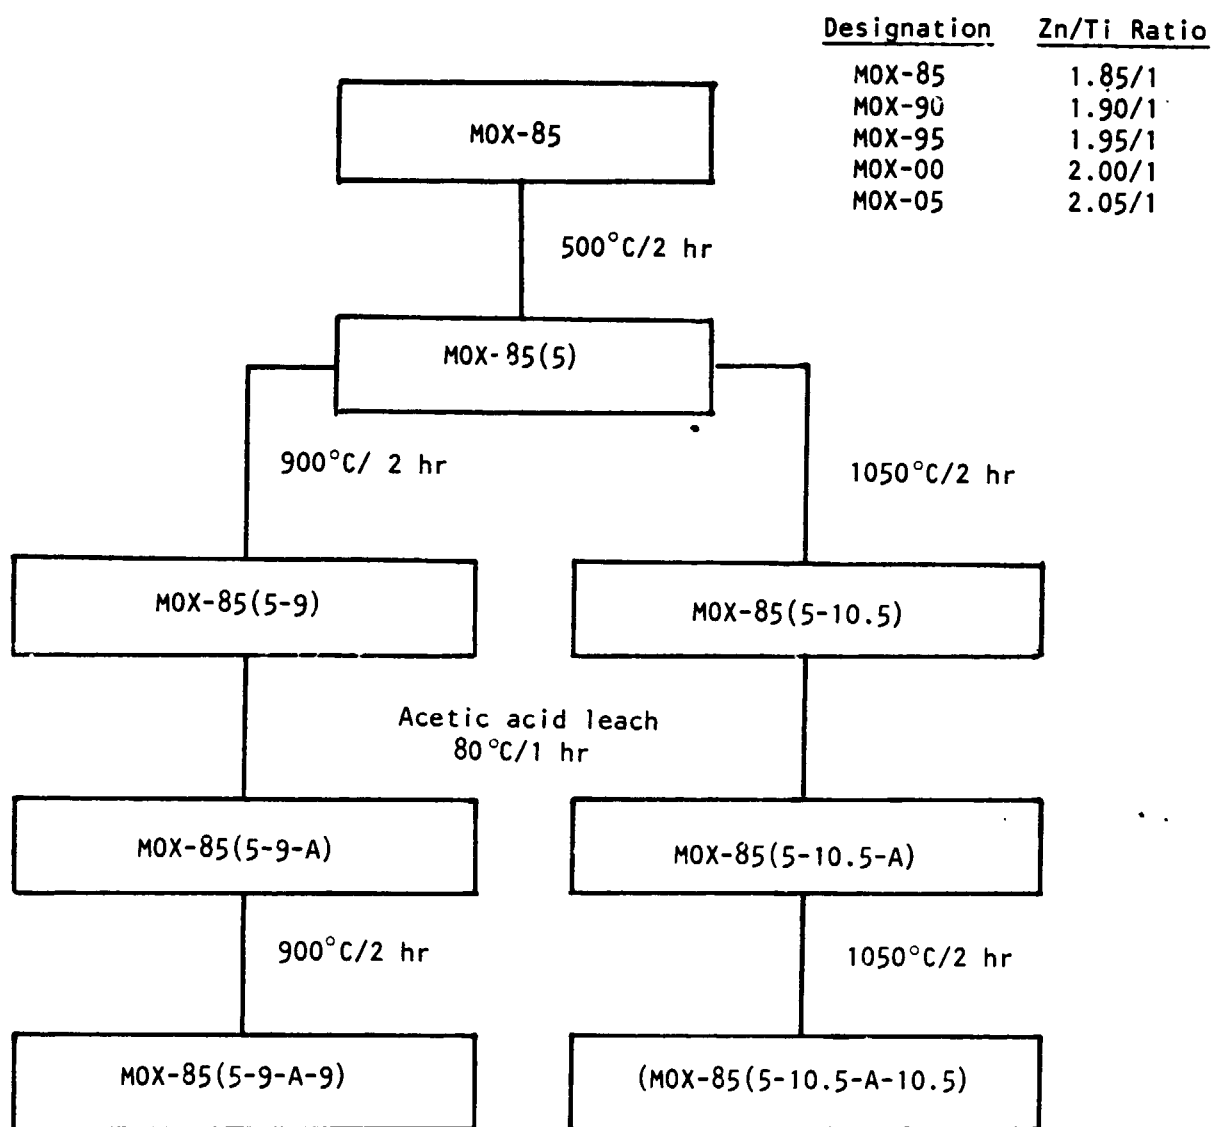 Designation Zn/Ti Ratio
MOX-85 1.85/1
MOX-90 1.90/1
MOX-95 1.95/1
MOX-00 2.00/1
MOX-05 2.05/1
MOX-85
500°C/2 hr
MOX-85(5)
900°C/ 2 hr
1050°C/2 hr
MOX-85(5-9)
MOX-85(5-10.5)
Acetic acid leach
80°C/1 hr
MOX-85(5-9-A)
MOX-85(5-10.5-A)
900°C/2 hr
1050°C/2 hr
MOX-85(5-9-A-9)
(MOX-85(5-10.5-A-10.5)